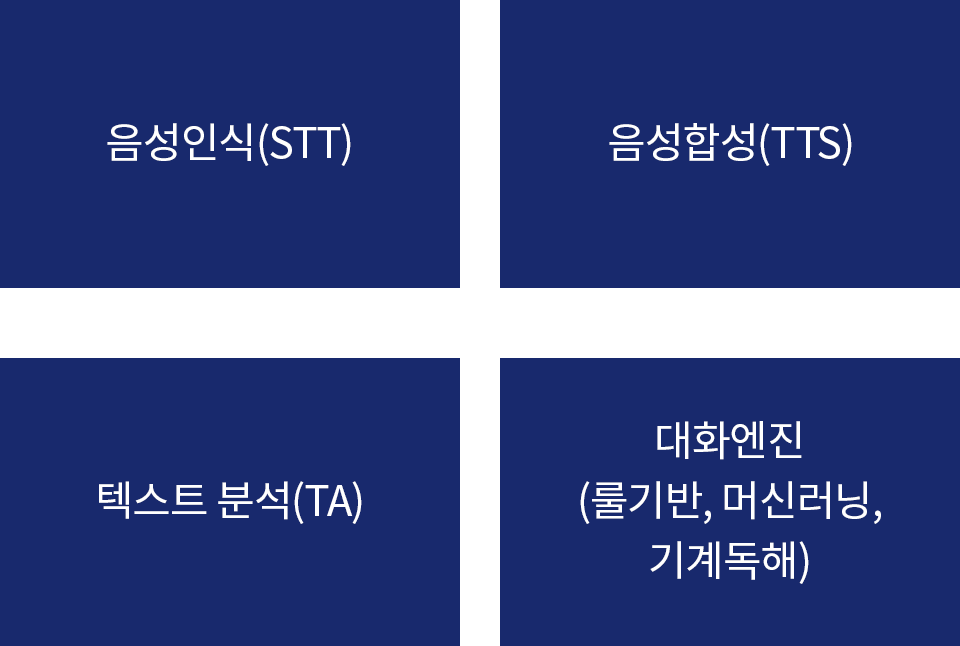 음성인식(STT)
음성합성(TTS)
텍스트 분석(TA)
대화엔진
(룰기반, 머신러닝,
기계독해)